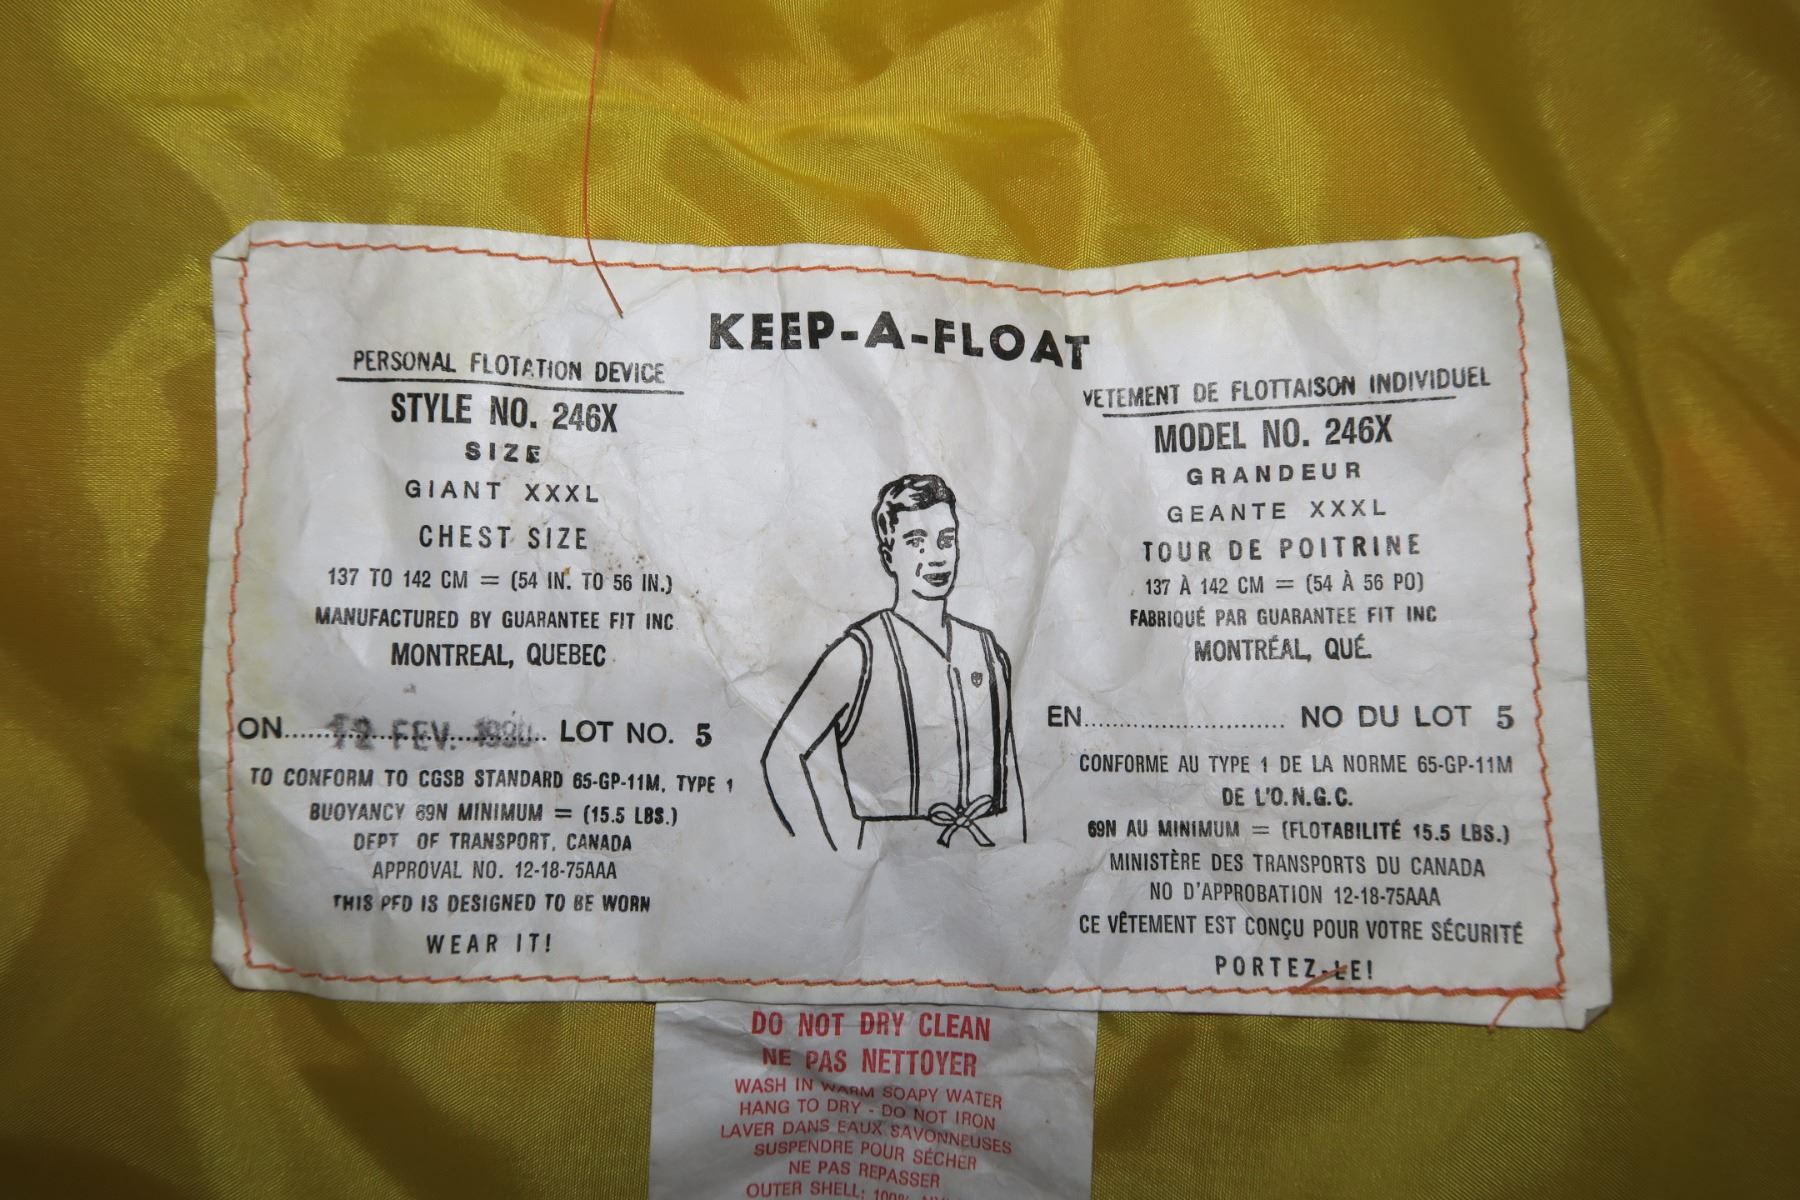 KEEP-A-FLOAT
PERSONAL FLOTATION DEVICE
STYLE NO. 246X
SIZE
GIANT XXXL
CHEST SIZE
137 TO 142 CM = (54 IN. TO 56 IN.)
MANUFACTURED BY GUARANTEE FIT INC
MONTREAL, QUEBEC
ON...... 12 FEV. ...... LOT NO. 5
TO CONFORM TO CGSB STANDARD 65-GP-11M, TYPE 1
BUOYANCY 69N MINIMUM = (15.5 LBS.)
DEPT OF TRANSPORT, CANADA
APPROVAL NO. 12-18-75AAA
THIS PFD IS DESIGNED TO BE WORN
WEAR IT!
VETEMENT DE FLOTTAISON INDIVIDUEL
MODEL NO. 246X
GRANDEUR
GEANTE XXXL
TOUR DE POITRINE
137 À 142 CM = (54 À 56 PO)
FABRIQUÉ PAR GUARANTEE FIT INC
MONTRÉAL, QUÉ.
EN........................ NO DU LOT 5
CONFORME AU TYPE 1 DE LA NORME 65-GP-11M
DE L'O.N.G.C.
69N AU MINIMUM = (FLOTABILITÉ 15.5 LBS.)
MINISTÈRE DES TRANSPORTS DU CANADA
NO D'APPROBATION 12-18-75AAA
CE VÊTEMENT EST CONÇU POUR VOTRE SÉCURITÉ
PORTEZ-LE!
DO NOT DRY CLEAN
NE PAS NETTOYER
WASH IN WARM SOAPY WATER
HANG TO DRY - DO NOT IRON
LAVER DANS EAUX SAVONNEUSES
SUSPENDRE POUR SÉCHER
NE PAS REPASSER
OUTER SHELL: 100%